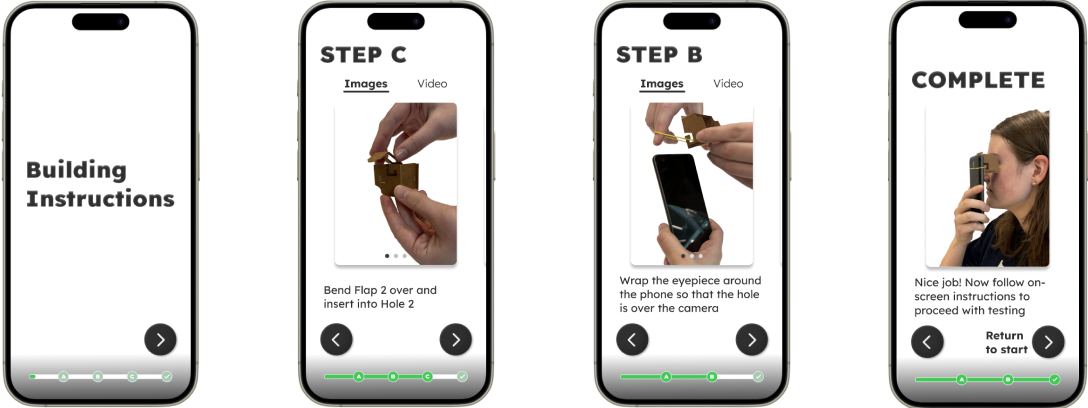 Building
Instructions
A
B
C
STEP C
Images Video
Bend Flap 2 over and
insert into Hole 2
A
B
C
STEP B
Images Video
Wrap the eyepiece around
the phone so that the hole
is over the camera
A
B
COMPLETE
Nice job! Now follow on-
screen instructions to
proceed with testing
Return
to start
A
B